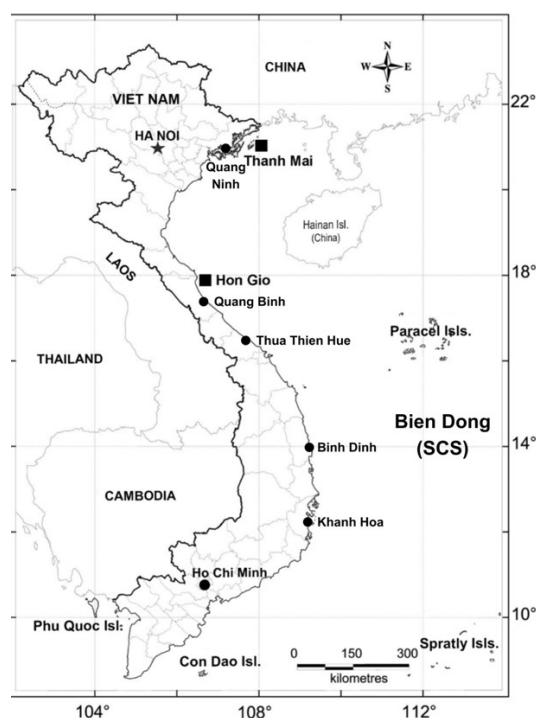 N
W E
S
CHINA
22°
VIET NAM
HA NOI
Thanh Mai
Quang
Ninh
Hainan Isl.
(China)
LAOS
18°
Hon Gio
Quang Binh
Paracel Isls.
Thua Thien Hue
THAILAND
Bien Dong
(SCS)
14°
Binh Dinh
CAMBODIA
Khanh Hoa
Ho Chi Minh
10°
Phu Quoc Isl.
Spratly Isls.
Con Dao Isl.
0 150 300
kilometres
104° 108° 112°